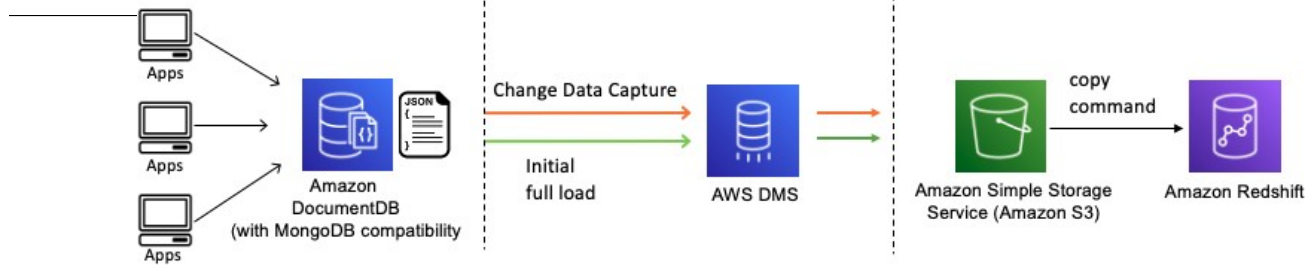 Apps
Apps
Apps
JSON
{
}
{}
Amazon
DocumentDB
(with MongoDB compatibility
Change Data Capture
Initial
full load
AWS DMS
Amazon Simple Storage
Service (Amazon S3)
copy
command
Amazon Redshift